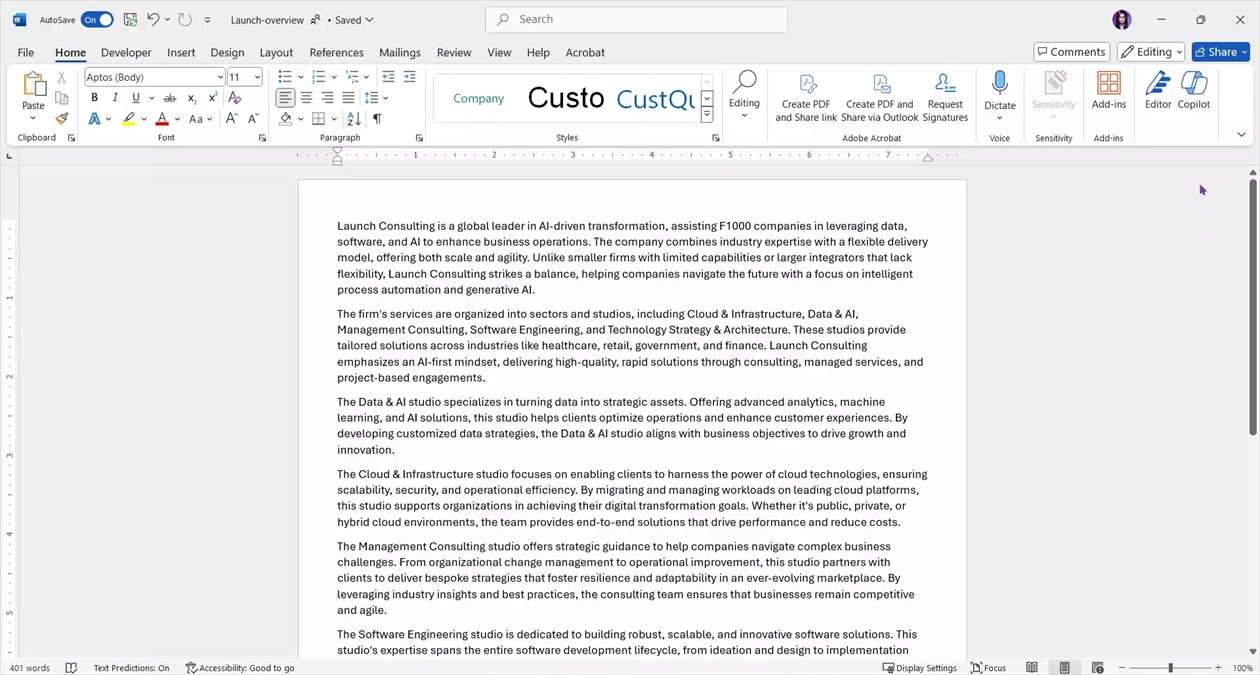 AutoSave On Launch-overview • Saved Search
File Home Developer Insert Design Layout References Mailings Review View Help Acrobat Comments Editing Share
Paste
Clipboard
Aptos (Body) 11
B I U ab x₂ x² A
A A Aa A A
Font
Paragraph
Company Custo CustQu
Styles
Editing
Create PDF and Share link
Create PDF and Share via Outlook
Request Signatures
Adobe Acrobat
Dictate
Voice
Sensitivity
Sensitivity
Add-ins
Add-ins
Editor
Copilot
1 2 3 4 5 6 7
Launch Consulting is a global leader in AI-driven transformation, assisting F1000 companies in leveraging data,
software, and AI to enhance business operations. The company combines industry expertise with a flexible delivery
model, offering both scale and agility. Unlike smaller firms with limited capabilities or larger integrators that lack
flexibility, Launch Consulting strikes a balance, helping companies navigate the future with a focus on intelligent
process automation and generative AI.
The firm's services are organized into sectors and studios, including Cloud & Infrastructure, Data & AI,
Management Consulting, Software Engineering, and Technology Strategy & Architecture. These studios provide
tailored solutions across industries like healthcare, retail, government, and finance. Launch Consulting
emphasizes an AI-first mindset, delivering high-quality, rapid solutions through consulting, managed services, and
project-based engagements.
The Data & AI studio specializes in turning data into strategic assets. Offering advanced analytics, machine
learning, and AI solutions, this studio helps clients optimize operations and enhance customer experiences. By
developing customized data strategies, the Data & AI studio aligns with business objectives to drive growth and
innovation.
The Cloud & Infrastructure studio focuses on enabling clients to harness the power of cloud technologies, ensuring
scalability, security, and operational efficiency. By migrating and managing workloads on leading cloud platforms,
this studio supports organizations in achieving their digital transformation goals. Whether it's public, private, or
hybrid cloud environments, the team provides end-to-end solutions that drive performance and reduce costs.
The Management Consulting studio offers strategic guidance to help companies navigate complex business
challenges. From organizational change management to operational improvement, this studio partners with
clients to deliver bespoke strategies that foster resilience and adaptability in an ever-evolving marketplace. By
leveraging industry insights and best practices, the consulting team ensures that businesses remain competitive
and agile.
The Software Engineering studio is dedicated to building robust, scalable, and innovative software solutions. This
studio's expertise spans the entire software development lifecycle, from ideation and design to implementation
1
2
3
4
5
401 words Text Predictions: On Accessibility: Good to go Display Settings Focus 100%